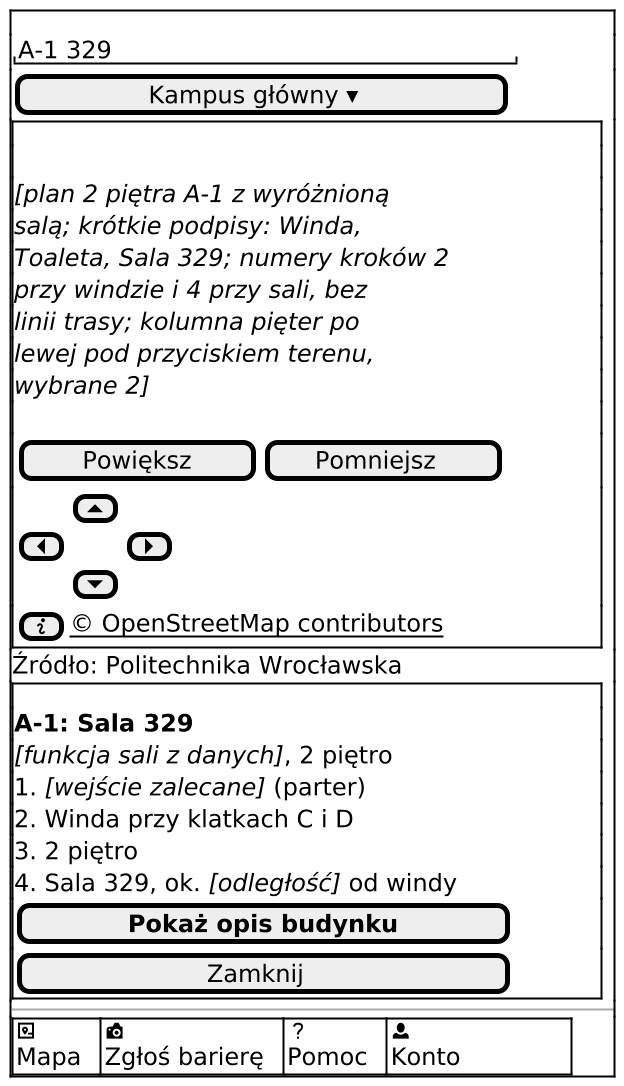 A-1 329
Kampus główny ▾
[plan 2 piętra A-1 z wyróżnioną
salą; krótkie podpisy: Winda,
Toaleta, Sala 329; numery kroków 2
przy windzie i 4 przy sali, bez
linii trasy; kolumna pięter po
lewej pod przyciskiem terenu,
wybrane 2]
Powiększ Pomniejsz
i © OpenStreetMap contributors
Źródło: Politechnika Wrocławska
A-1: Sala 329
[funkcja sali z danych], 2 piętro
1. [wejście zalecane] (parter)
2. Winda przy klatkach C i D
3. 2 piętro
4. Sala 329, ok. [odległość] od windy
Pokaż opis budynku
Zamknij
?
Mapa Zgłoś barierę Pomoc Konto